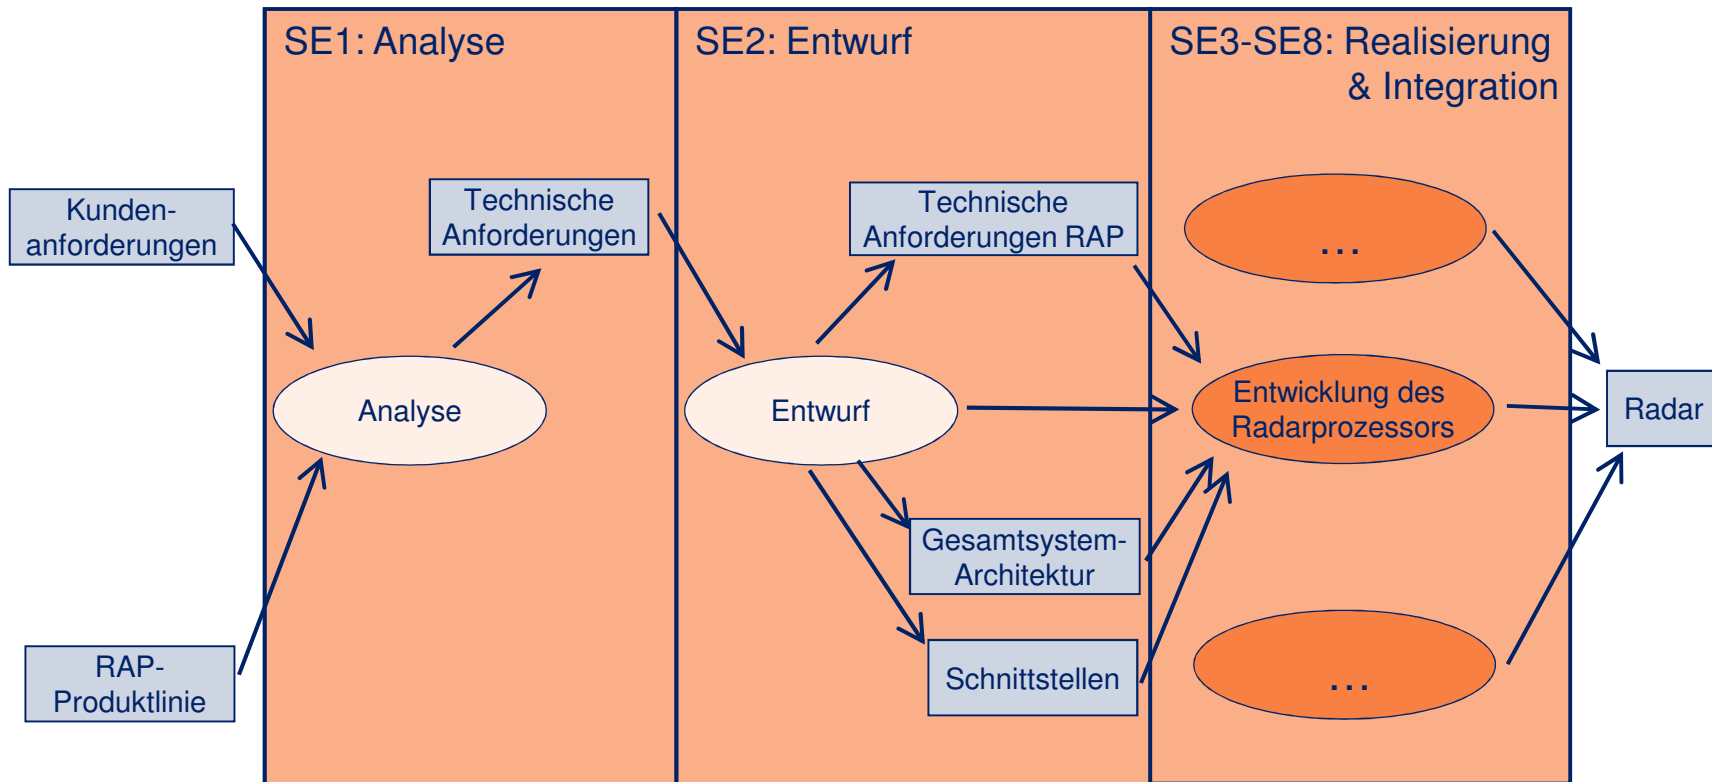 SE1: Analyse
SE2: Entwurf
SE3-SE8: Realisierung
& Integration
Kunden-
anforderungen
Technische
Anforderungen
Technische
Anforderungen RAP
...
Analyse
Entwurf
Entwicklung des
Radarprozessors
Radar
Gesamtsystem-
Architektur
RAP-
Produktlinie
Schnittstellen
...